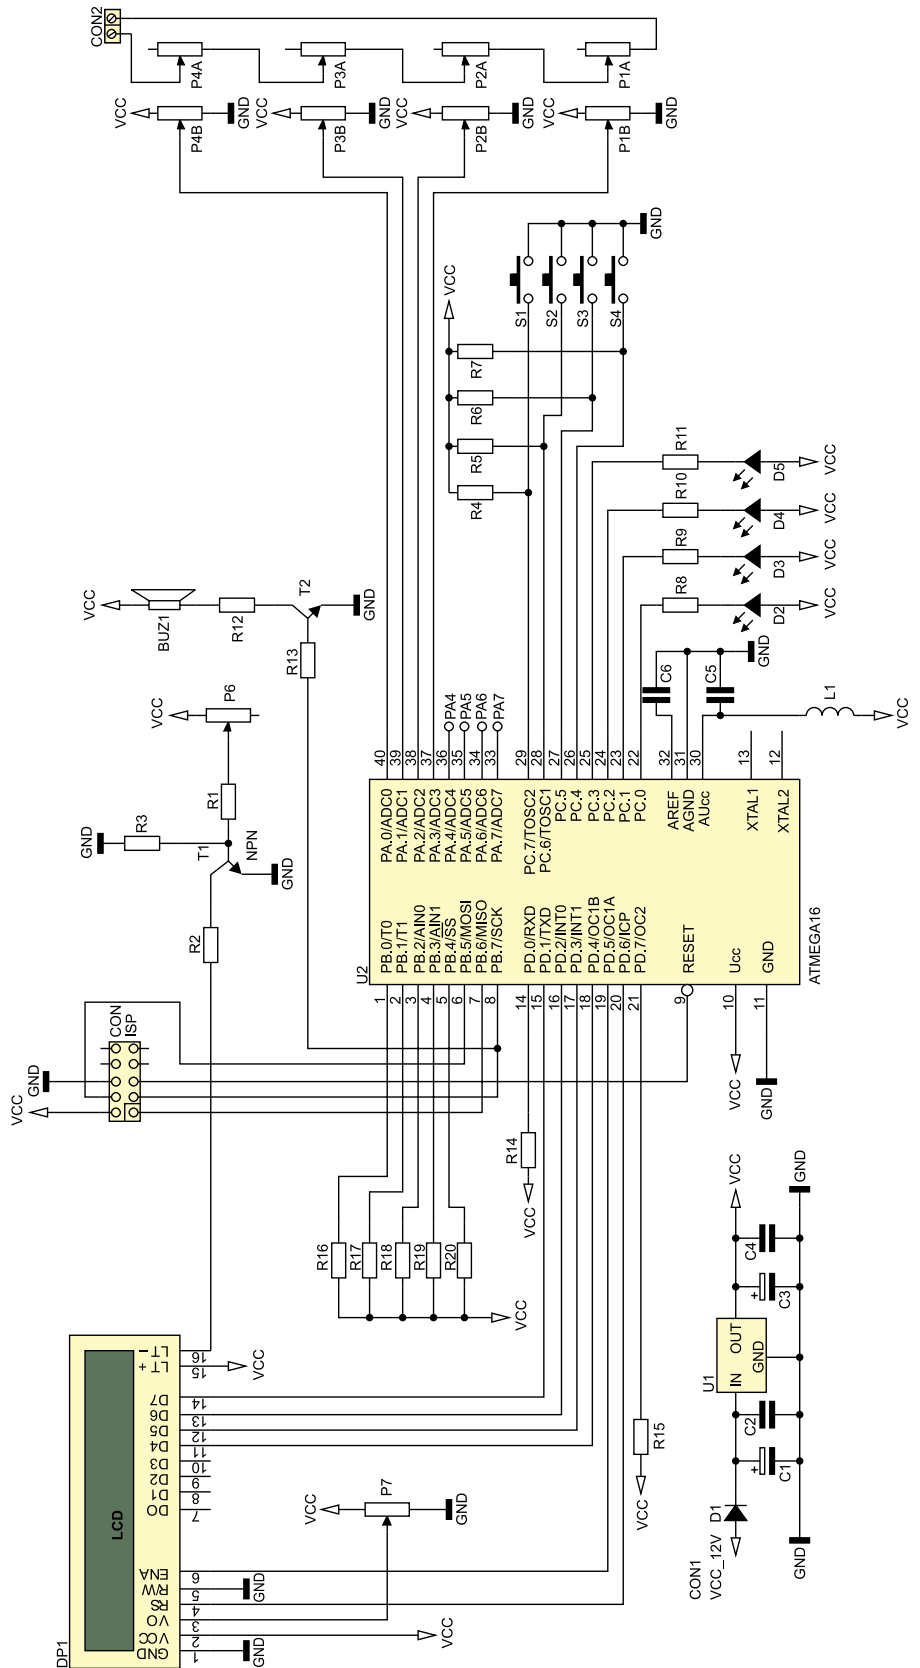 CON2
P4A
P3A
P2A
P1A
VCC
P4B
GND
VCC
P3B
GND
VCC
P2B
GND
VCC
P1B
GND
GND
S1
S2
S3
S4
VCC
R7
R6
R5
R4
R11
R10
R9
R8
D5
D4
D3
D2
VCC
VCC
VCC
VCC
VCC
BUZ1
R12
T2
GND
R13
VCC
P6
R1
R3
GND
T1
NPN
GND
R2
PA4
PA5
PA6
PA7
C6
C5
GND
L1
VCC
40
39
38
37
36
35
34
33
29
28
27
26
25
24
23
22
32
31
30
13
12
PA.0/ADC0
PA.1/ADC1
PA.2/ADC2
PA.3/ADC3
PA.4/ADC4
PA.5/ADC5
PA.6/ADC6
PA.7/ADC7
PC.7/TOSC2
PC.6/TOSC1
PC.5
PC.4
PC.3
PC.2
PC.1
PC.0
AREF
AGND
AUcc
XTAL1
XTAL2
U2
PB.0/T0
PB.1/T1
PB.2/AIN0
PB.3/AIN1
PB.4/SS
PB.5/MOSI
PB.6/MISO
PB.7/SCK
PD.0/RXD
PD.1/TXD
PD.2/INT0
PD.3/INT1
PD.4/OC1B
PD.5/OC1A
PD.6/ICP
PD.7/OC2
RESET
Ucc
GND
ATMEGA16
1
2
3
4
5
6
7
8
14
15
16
17
18
19
20
21
9
10
11
VCC
GND
CON
ISP
GND
VCC
R14
VCC
R16
R17
R18
R19
R20
VCC
R15
VCC
DP1
LCD
GND
VCC
VO
RS
RW
ENA
DO
D1
D2
D3
D4
D5
D6
D7
LT +
LT -
1
2
3
4
5
6
7
8
9
10
11
12
13
14
15
16
VCC
GND
VCC
GND
VCC
P7
GND
CON1
VCC_12V
D1
+
C1
C2
U1
IN
OUT
GND
+
C3
C4
VCC
GND
GND